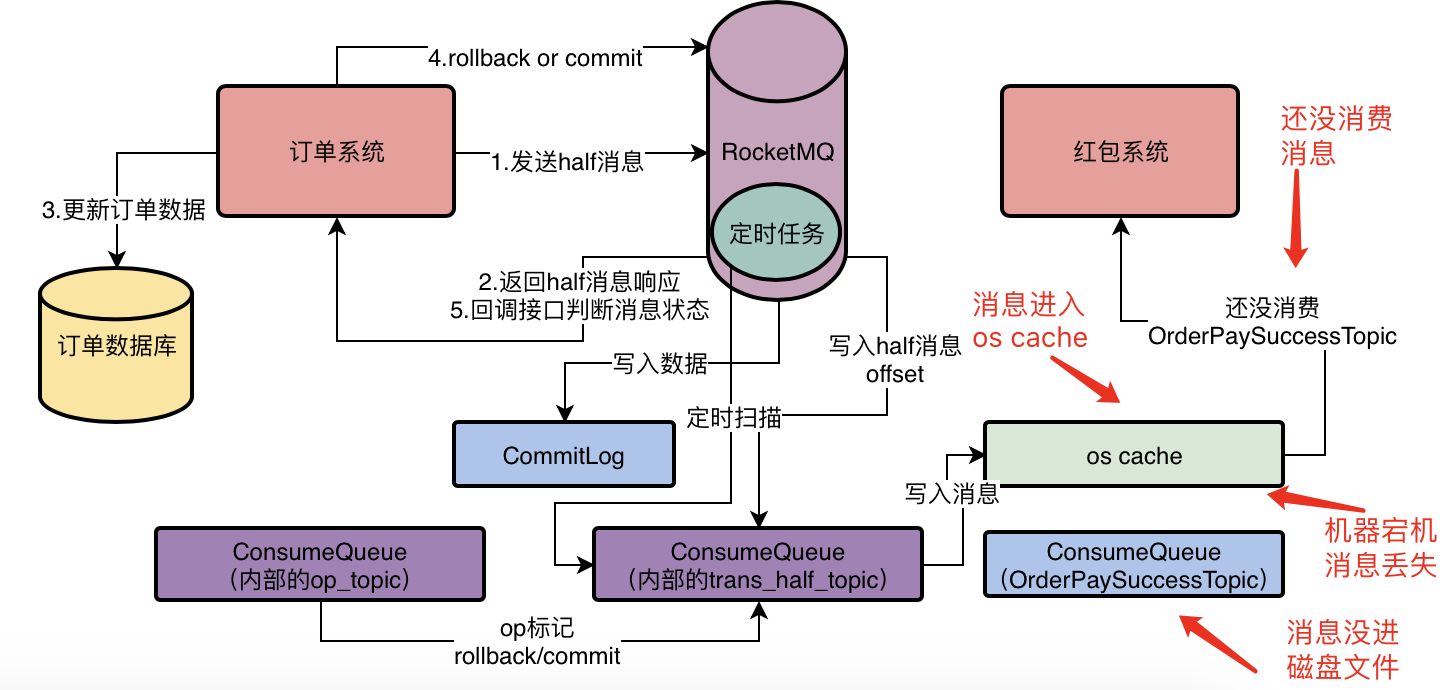 4.rollback or commit
订单系统
1.发送half消息
RocketMQ
红包系统
还没消费
消息
3.更新订单数据
定时任务
2.返回half消息响应
5.回调接口判断消息状态
订单数据库
写入数据
写入half消息
offset
消息进入
os cache
还没消费
OrderPaySuccessTopic
定时扫描
CommitLog
os cache
写入消息
机器宕机
消息丢失
ConsumeQueue
（内部的op_topic）
ConsumeQueue
（内部的trans_half_topic）
ConsumeQueue
（OrderPaySuccessTopic）
op标记
rollback/commit
消息没进
磁盘文件